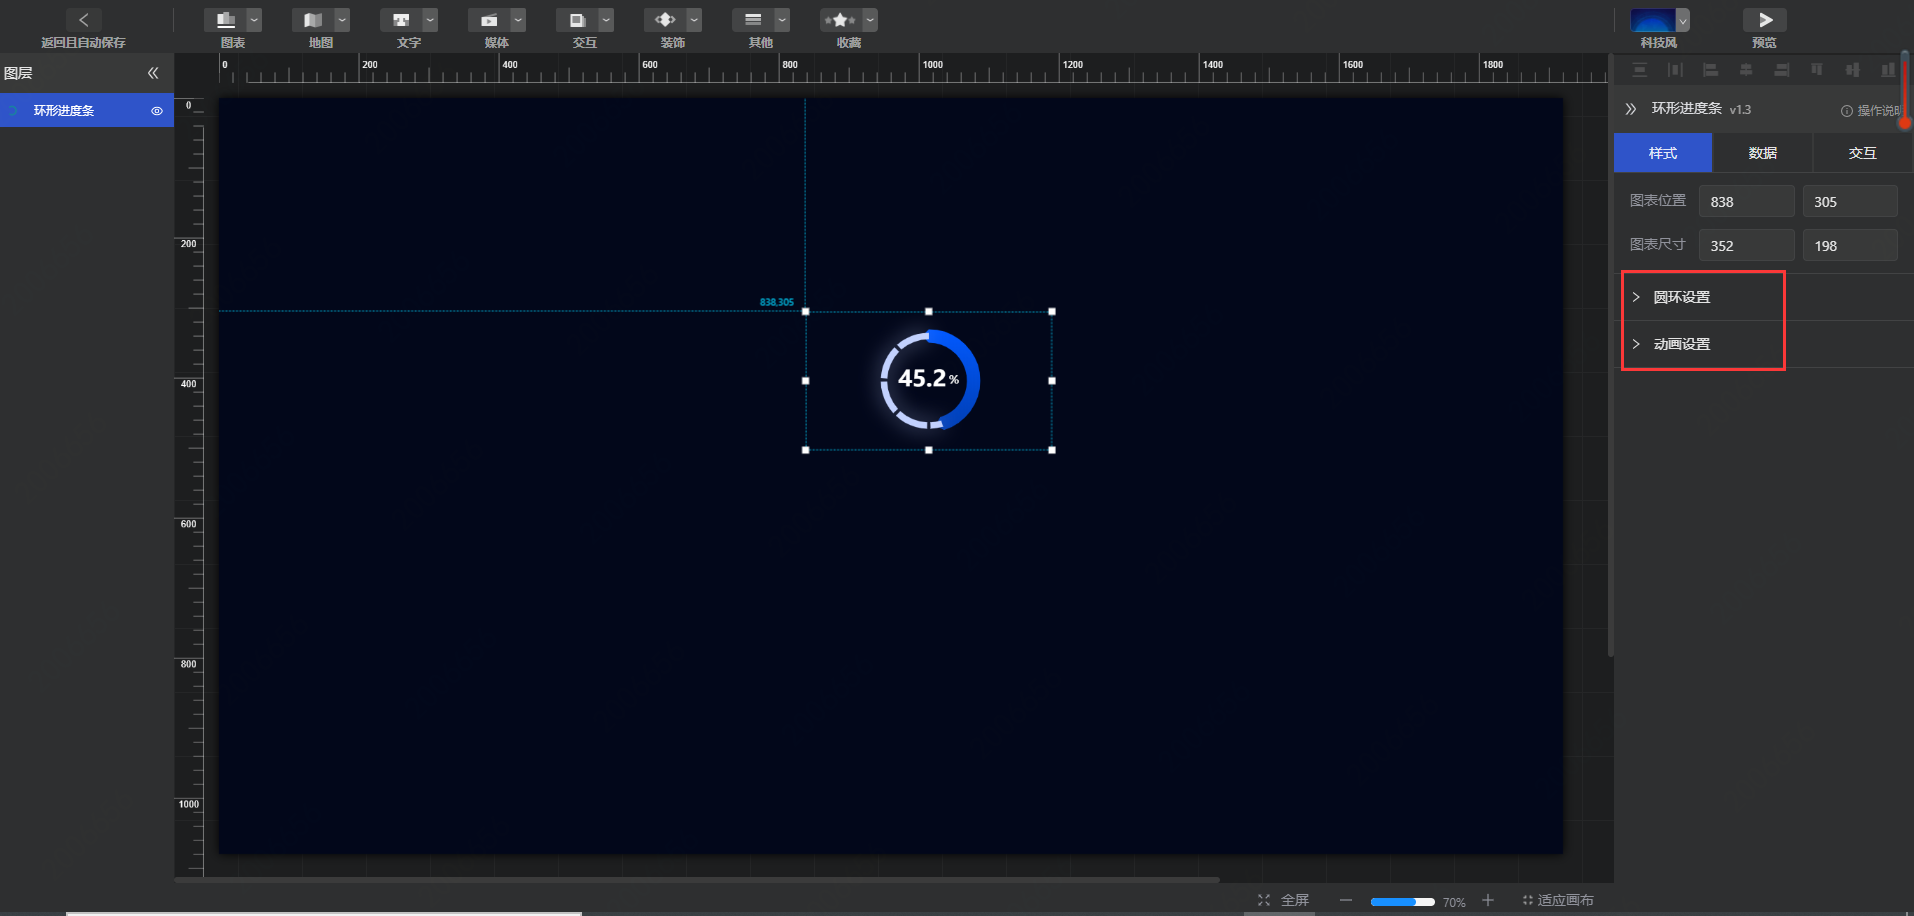 返回且自动保存
图表
地图
文字
媒体
交互
装饰
其他
收藏
科技风
预览
图层
环形进度条
0
200
400
600
800
1000
1200
1400
1600
1800
0
200
400
600
800
1000
838,305
45.2%
环形进度条 v1.3
操作说明
样式
数据
交互
图表位置 838 305
图表尺寸 352 198
圆环设置
动画设置
全屏
70%
适应画布